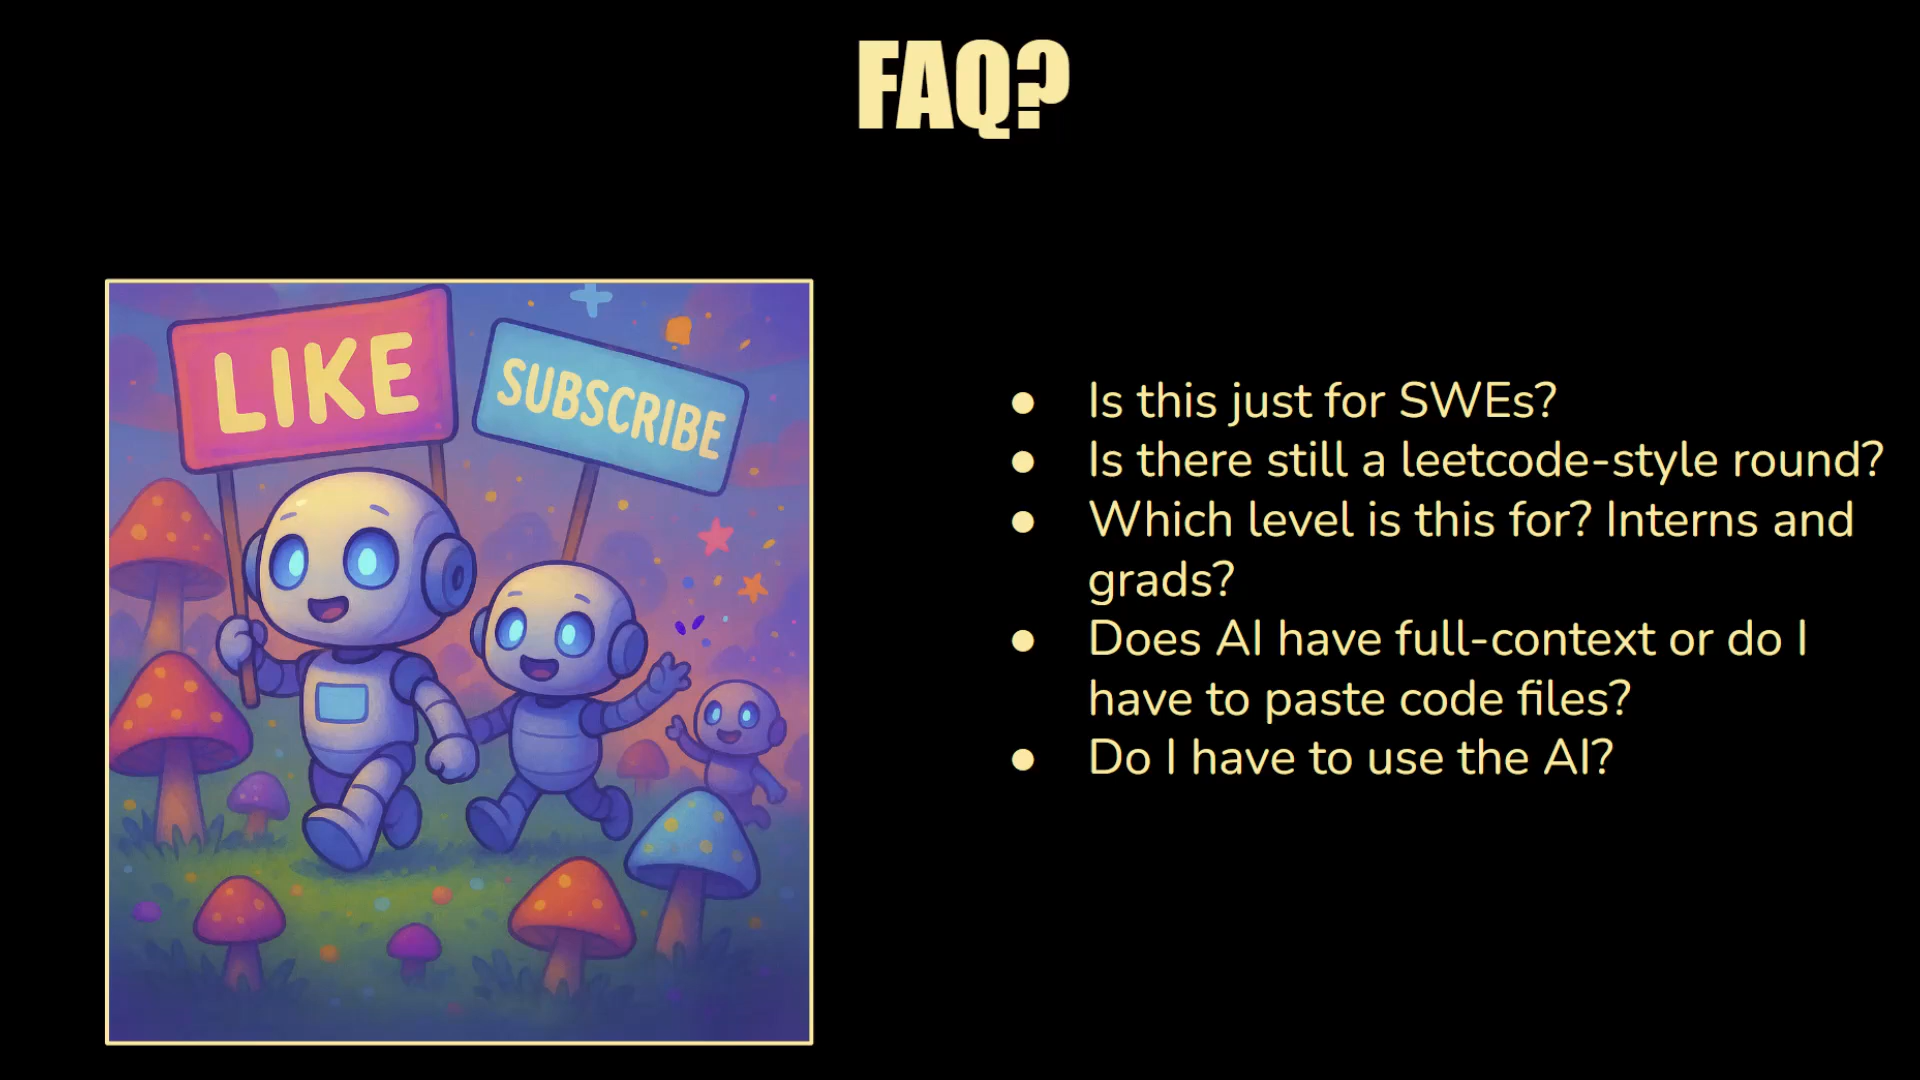 FAQ?
LIKE
SUBSCRIBE
● Is this just for SWEs?
● Is there still a leetcode-style round?
● Which level is this for? Interns and
grads?
● Does AI have full-context or do I
have to paste code files?
● Do I have to use the AI?